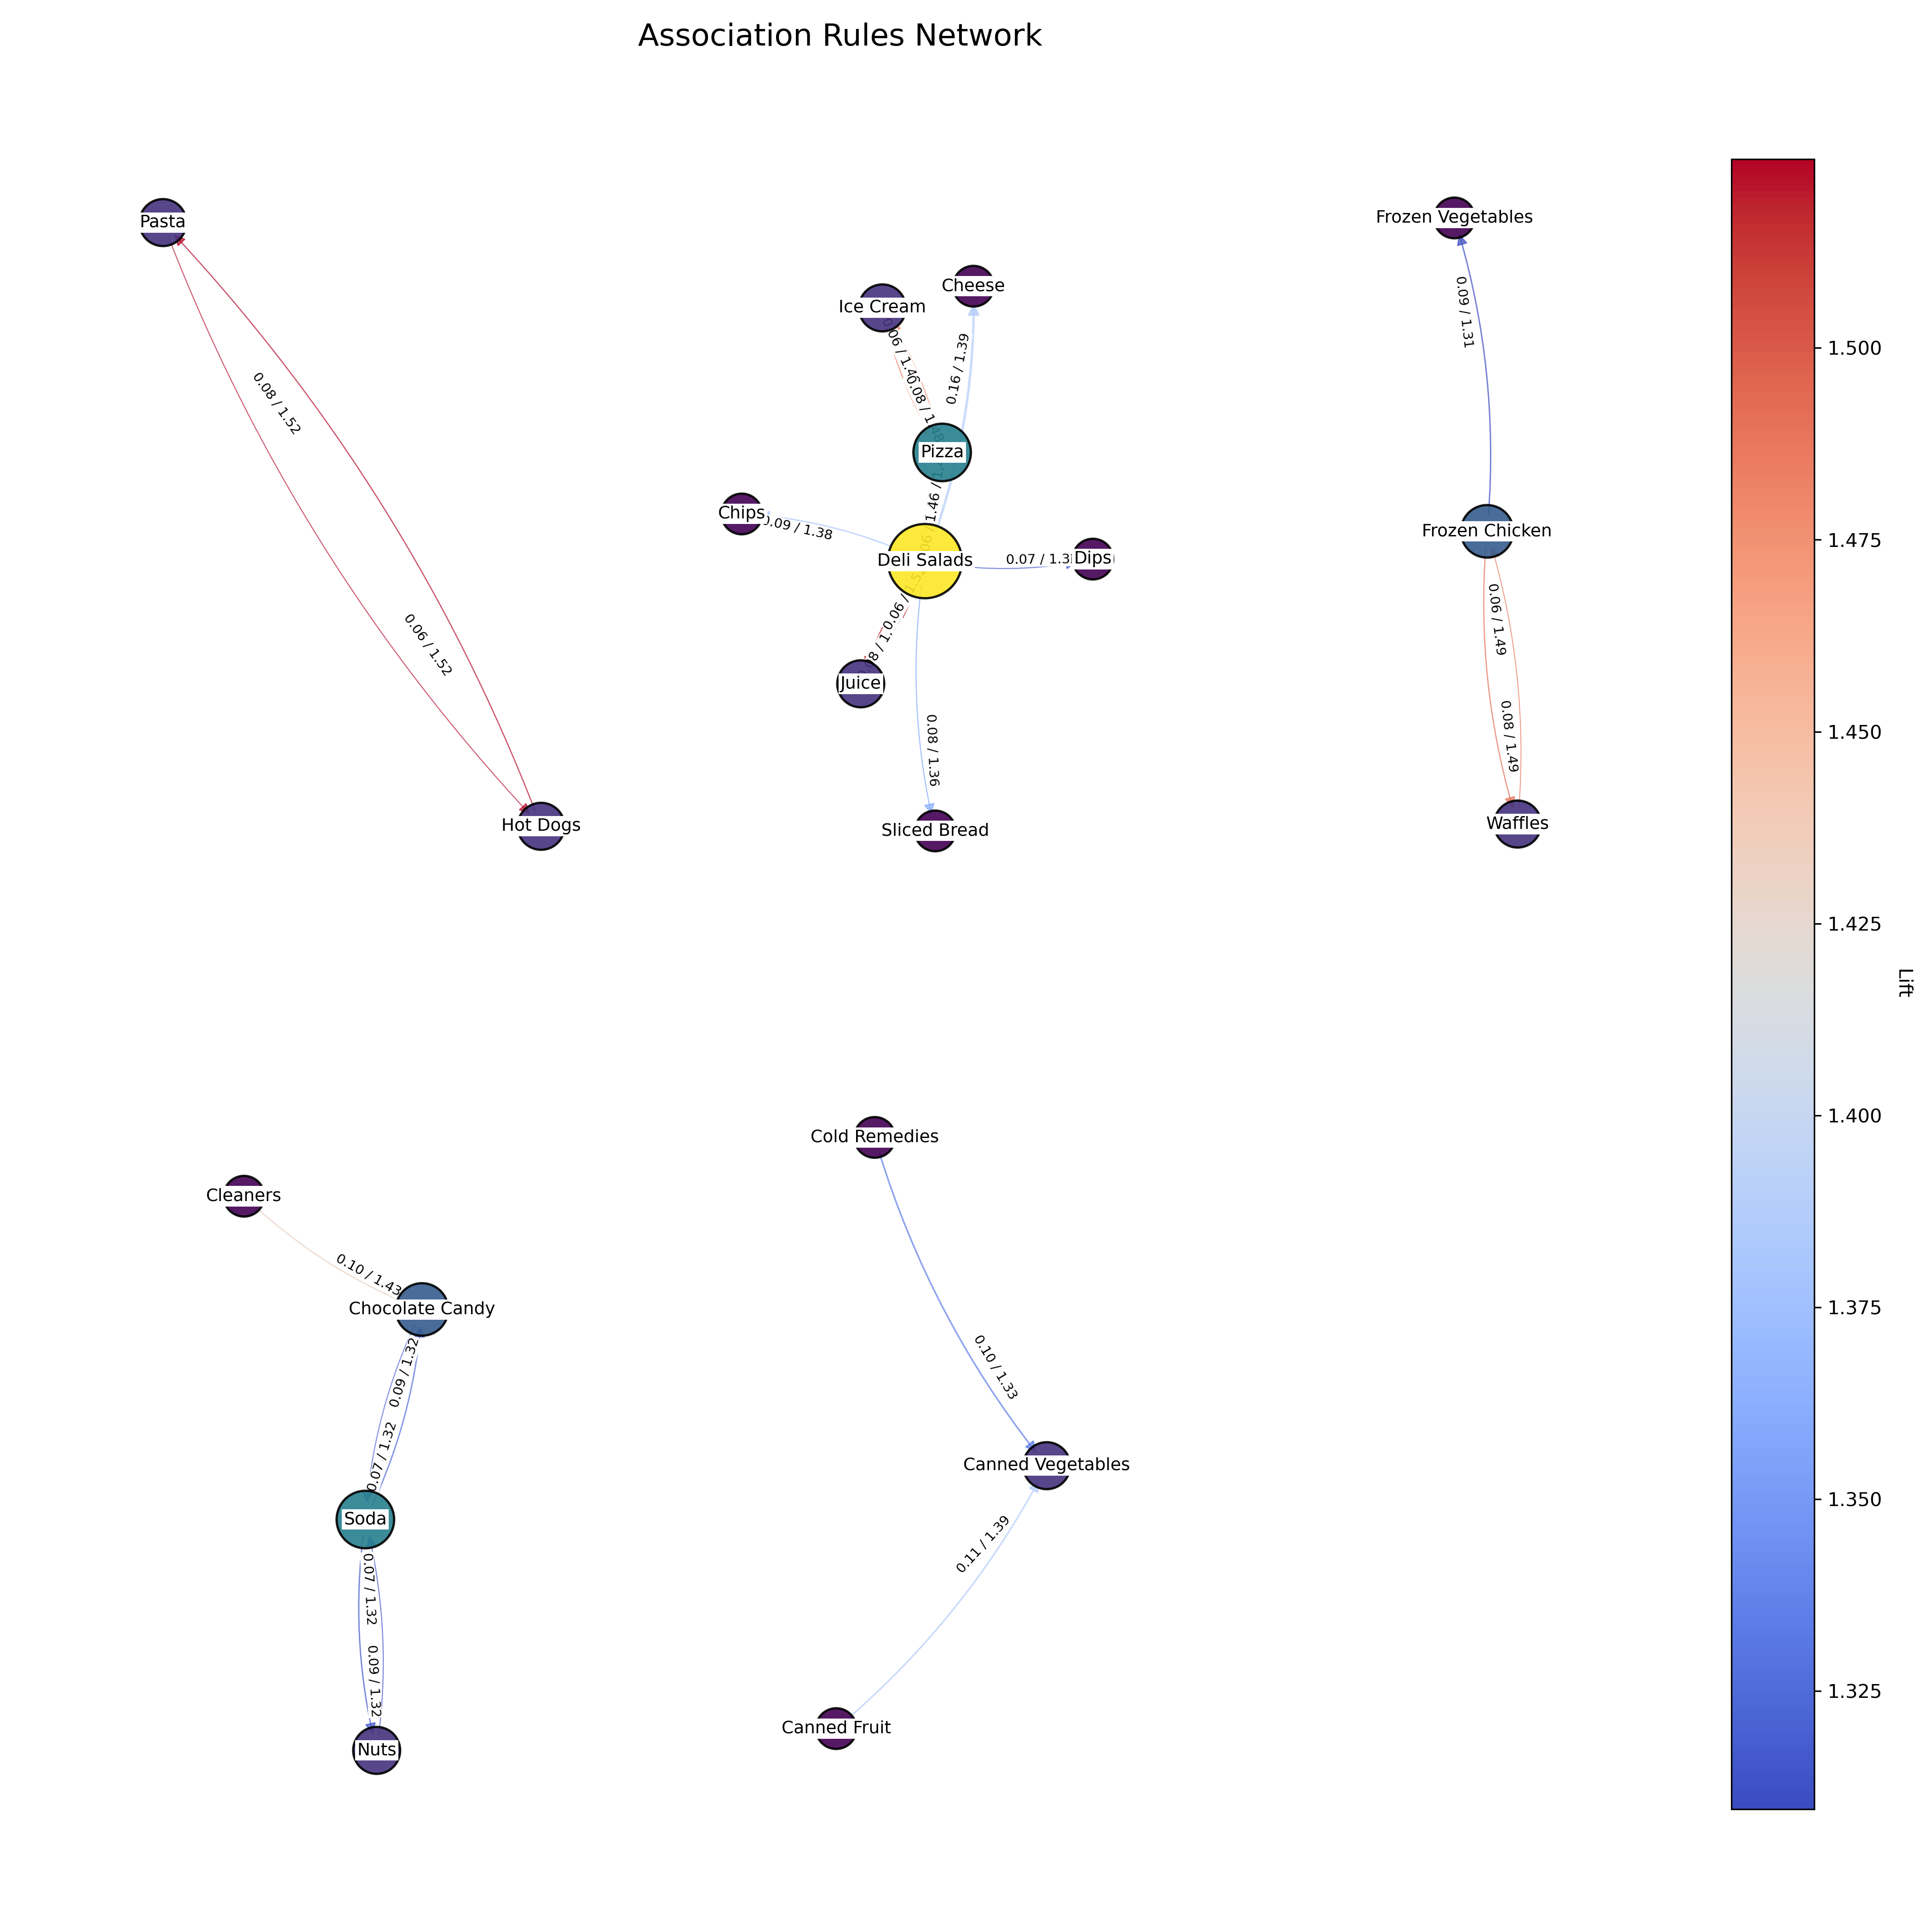 Association Rules Network
Pasta
0.08 / 1.52
0.06 / 1.52
Hot Dogs
Ice Cream
Cheese
0.16 / 1.39
Pizza
1.46 /
Chips
0.09 / 1.38
Deli Salads
0.07 /
Dips
0.06 /
Juice
0.08 / 1.36
Sliced Bread
Frozen Vegetables
0.09 / 1.31
Frozen Chicken
0.06 / 1.49
0.08 / 1.49
Waffles
Cleaners
0.10 / 1.43
Chocolate Candy
0.09 / 1.32
0.07 / 1.32
Soda
0.07 / 1.32
0.09 / 1.32
Nuts
Cold Remedies
0.10 / 1.33
Canned Vegetables
0.11 / 1.39
Canned Fruit
1.500
1.475
1.450
1.425
1.400
1.375
1.350
1.325
Lift